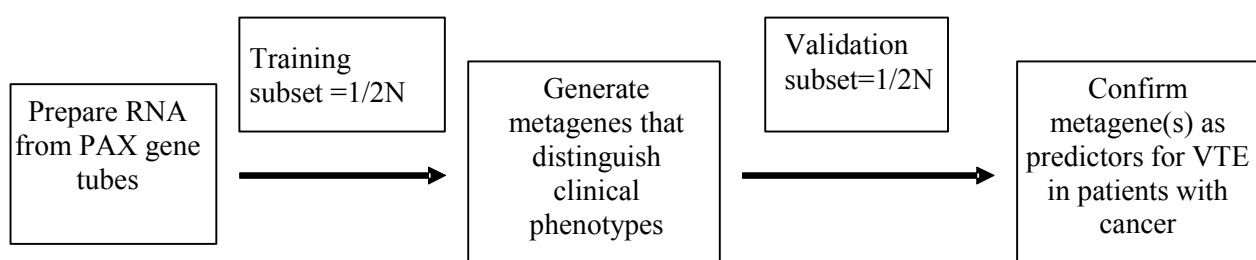 Prepare RNA
from PAX gene
tubes
Training
subset =1/2N
Generate
metagenes that
distinguish
clinical
phenotypes
Validation
subset=1/2N
Confirm
metagene(s) as
predictors for VTE
in patients with
cancer